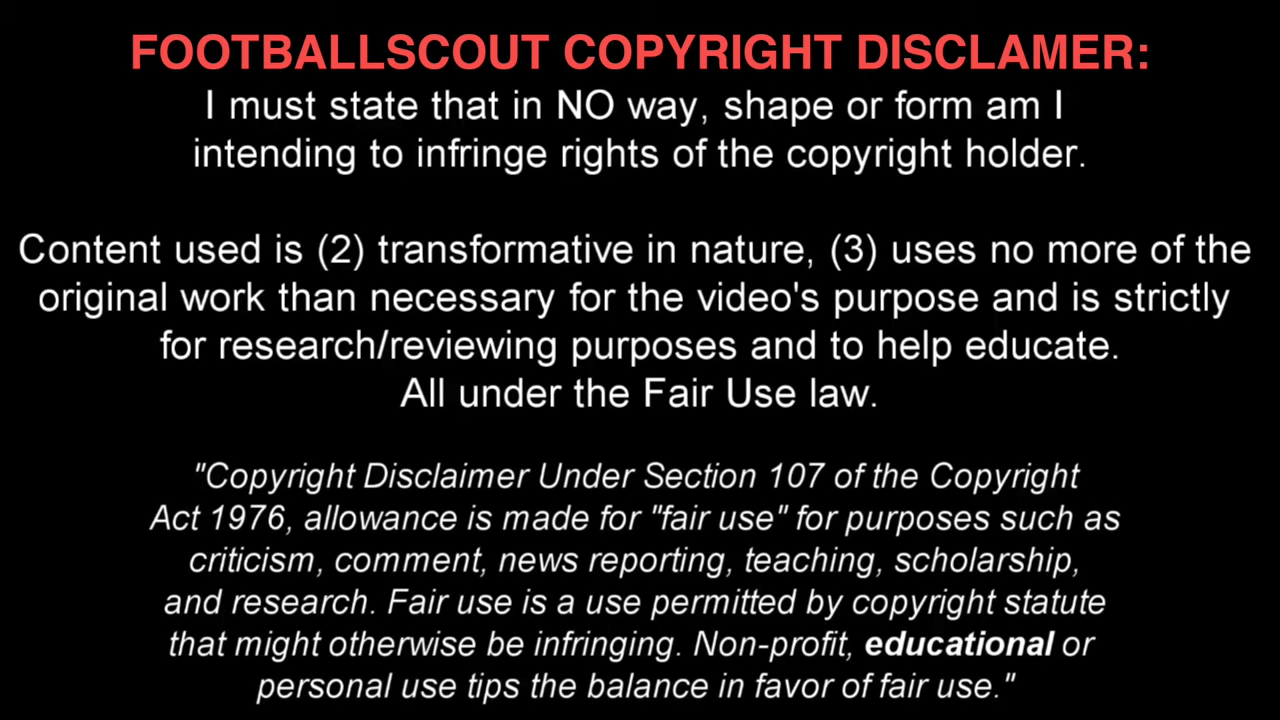 FOOTBALLSCOUT COPYRIGHT DISCLAMER:
I must state that in NO way, shape or form am I
intending to infringe rights of the copyright holder.
Content used is (2) transformative in nature, (3) uses no more of the
original work than necessary for the video's purpose and is strictly
for research/reviewing purposes and to help educate.
All under the Fair Use law.
"Copyright Disclaimer Under Section 107 of the Copyright
Act 1976, allowance is made for "fair use" for purposes such as
criticism, comment, news reporting, teaching, scholarship,
and research. Fair use is a use permitted by copyright statute
that might otherwise be infringing. Non-profit, educational or
personal use tips the balance in favor of fair use."